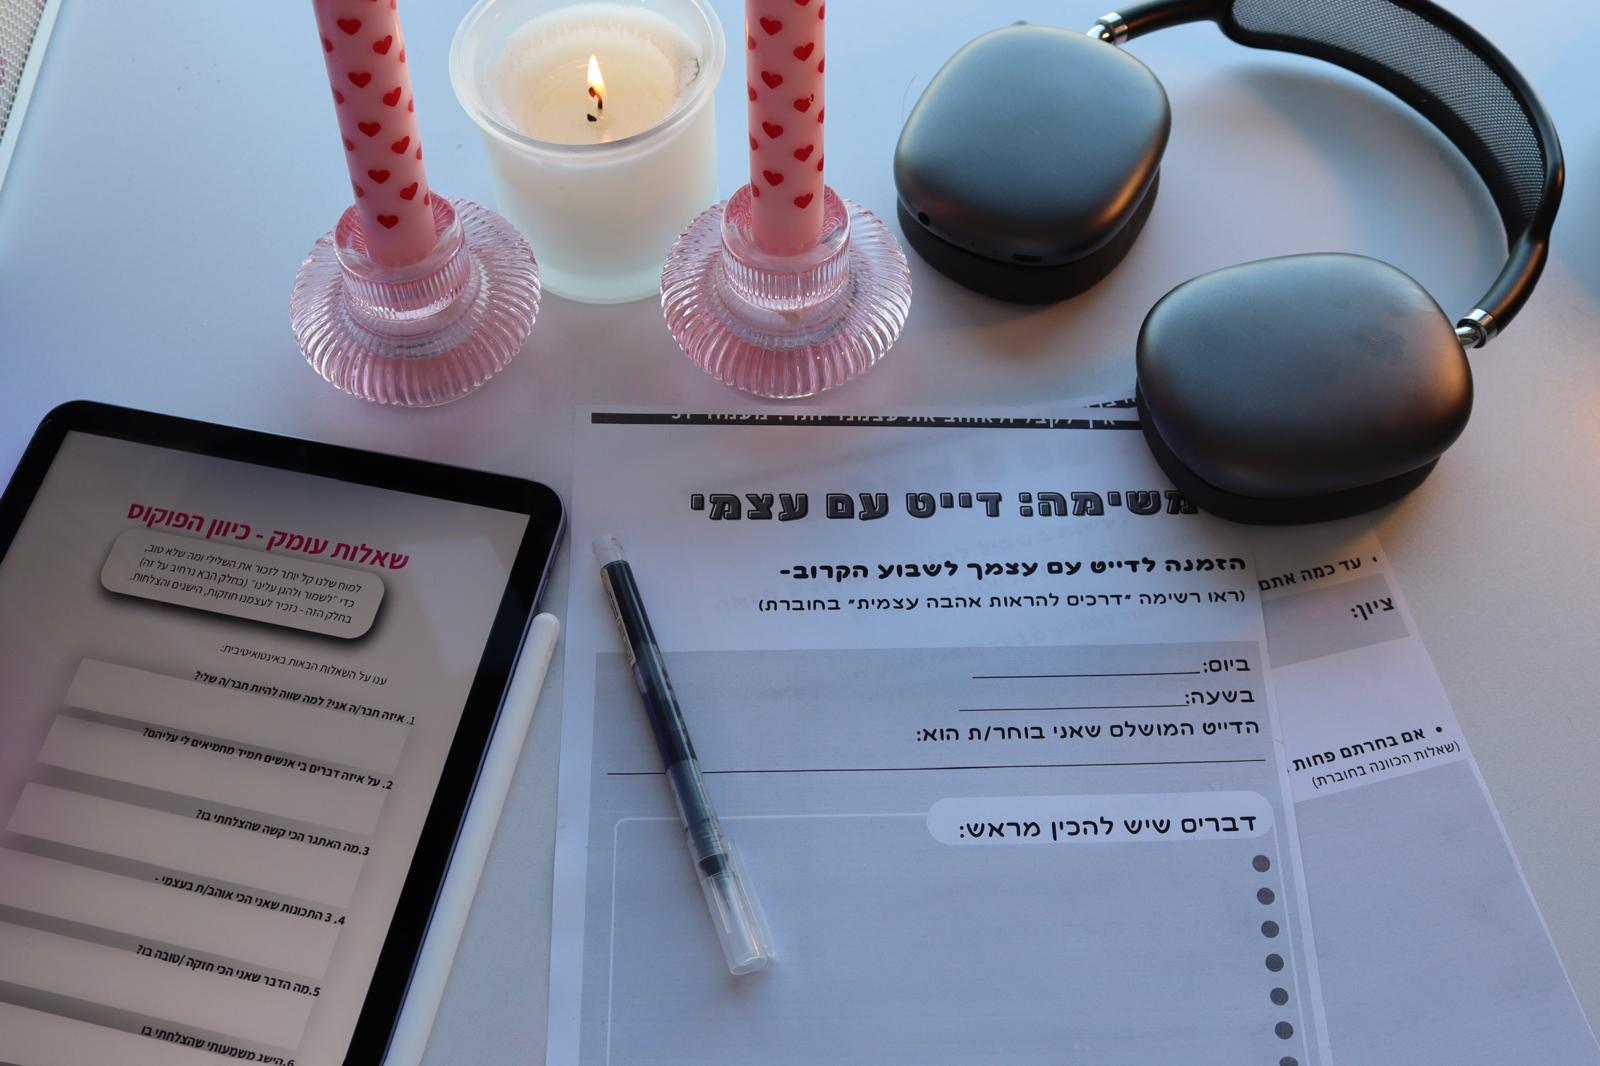 שאלות עומק - כיוון הפוקוס
למוח שלנו קל יותר לזכור את השלילי ומה שלא טוב,
כדי "לשמור ולהגן עלינו" (בחלק הבא נרחיב על זה)
בחלק הזה - נזכיר לעצמנו חוזקות, הישגים והצלחות.
ענו על השאלות הבאות באינטואיטיבית:
1. איזה חבר/ה אני? למה שווה להיות חבר/ה שלי?
2. על איזה דברים בי אנשים תמיד מחמיאים לי עליהם?
3.מה האתגר הכי קשה שהצלחתי בו?
4. 3 התכונות שאני הכי אוהב/ת בעצמי -
5.מה הדבר שאני הכי חזקה /טובה בו?
6.הישג משמעותי שהצלחתי בו
משימה: דייט עם עצמי
הזמנה לדייט עם עצמך לשבוע הקרוב-
(ראו רשימה "דרכים להראות אהבה עצמית" בחוברת)
ביום:
בשעה:
הדייט המושלם שאני בוחר/ת הוא:
דברים שיש להכין מראש:
• עד כמה אתם
ציון:
• אם בחרתם פחות
(שאלות הכוונה בחוברת)